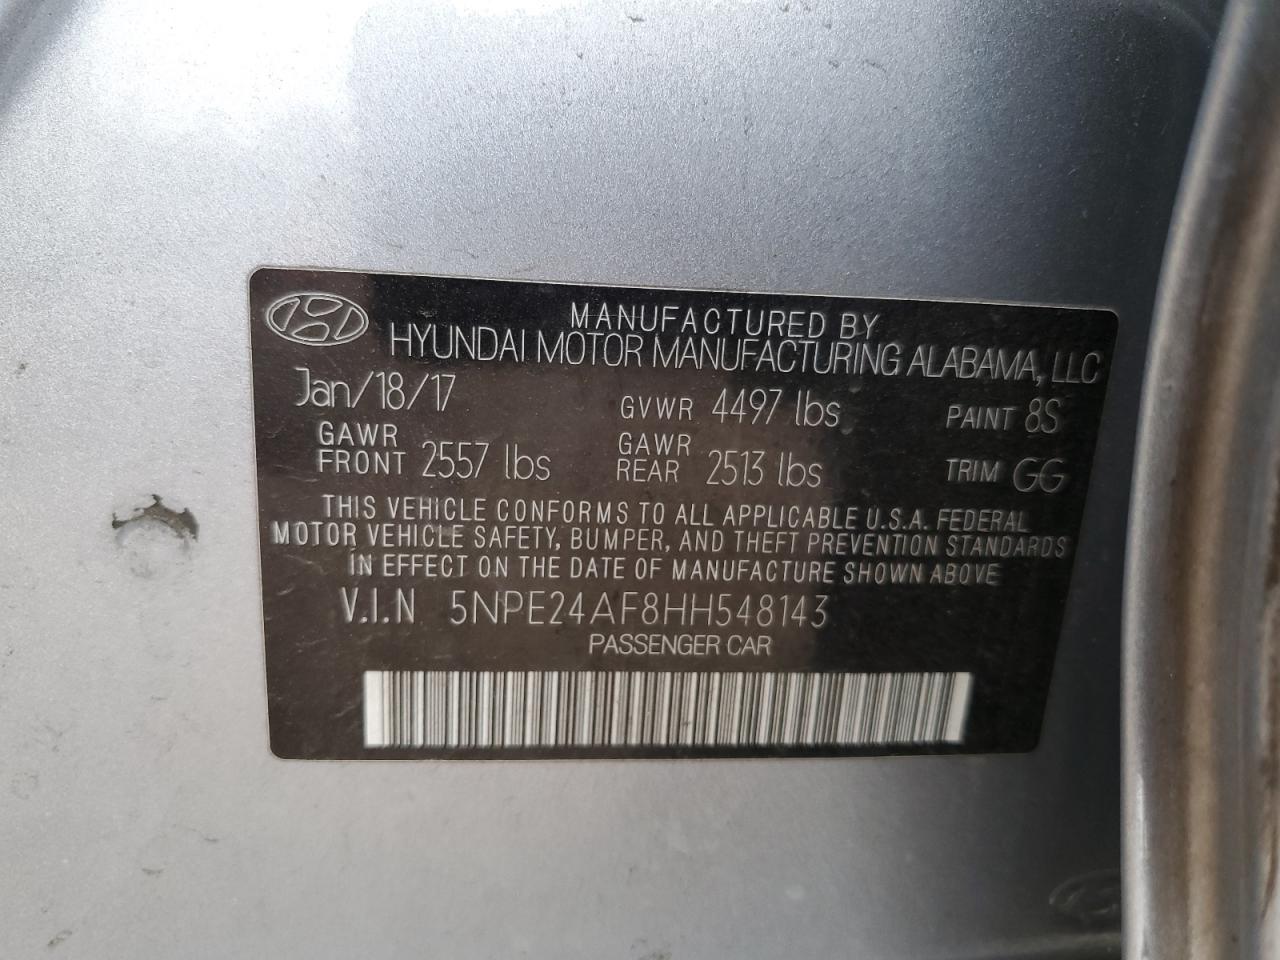 MANUFACTURED BY
HYUNDAI MOTOR MANUFACTURING ALABAMA, LLC
Jan/18/17 GVWR 4497 lbs PAINT 8S
GAWR FRONT 2557 lbs GAWR REAR 2513 lbs TRIM GG
THIS VEHICLE CONFORMS TO ALL APPLICABLE U.S.A. FEDERAL
MOTOR VEHICLE SAFETY, BUMPER, AND THEFT PREVENTION STANDARDS
IN EFFECT ON THE DATE OF MANUFACTURE SHOWN ABOVE
V.I.N 5NPE24AF8HH548143
PASSENGER CAR